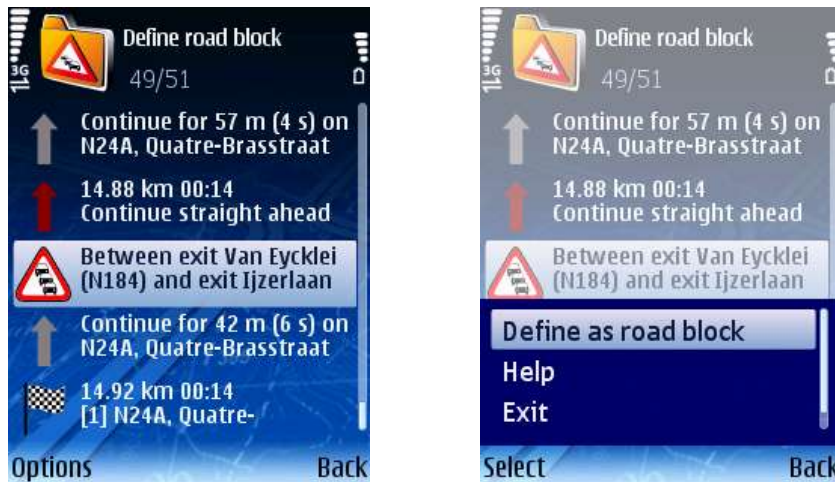 Define road block
49/51
3G
Continue for 57 m (4 s) on
N24A, Quatre-Brasstraat
14.88 km 00:14
Continue straight ahead
Between exit Van Eycklei
(N184) and exit Ijzerlaan
Continue for 42 m (6 s) on
N24A, Quatre-Brasstraat
14.92 km 00:14
[1] N24A, Quatre-
Options Back
Define road block
49/51
3G
Continue for 57 m (4 s) on
N24A, Quatre-Brasstraat
14.88 km 00:14
Continue straight ahead
Between exit Van Eycklei
(N184) and exit Ijzerlaan
Define as road block
Help
Exit
Select Back